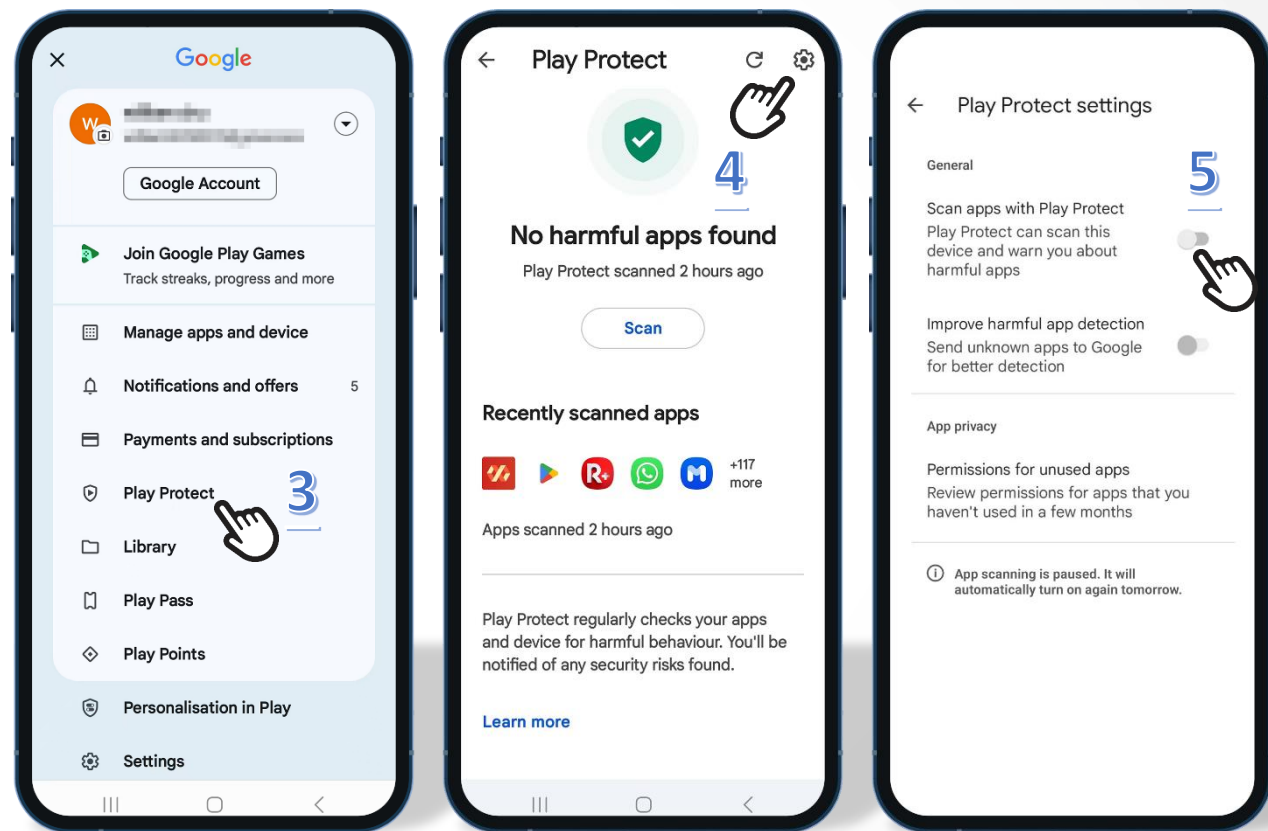 Google
W
Google Account
Join Google Play Games
Track streaks, progress and more
Manage apps and device
Notifications and offers 5
Payments and subscriptions
Play Protect
3
Library
Play Pass
Play Points
Personalisation in Play
Settings
Play Protect
4
No harmful apps found
Play Protect scanned 2 hours ago
Scan
Recently scanned apps
R+
M
+117
more
Apps scanned 2 hours ago
Play Protect regularly checks your apps
and device for harmful behaviour. You'll be
notified of any security risks found.
Learn more
Play Protect settings
General
5
Scan apps with Play Protect
Play Protect can scan this
device and warn you about
harmful apps
Improve harmful app detection
Send unknown apps to Google
for better detection
App privacy
Permissions for unused apps
Review permissions for apps that you
haven't used in a few months
App scanning is paused. It will
automatically turn on again tomorrow.